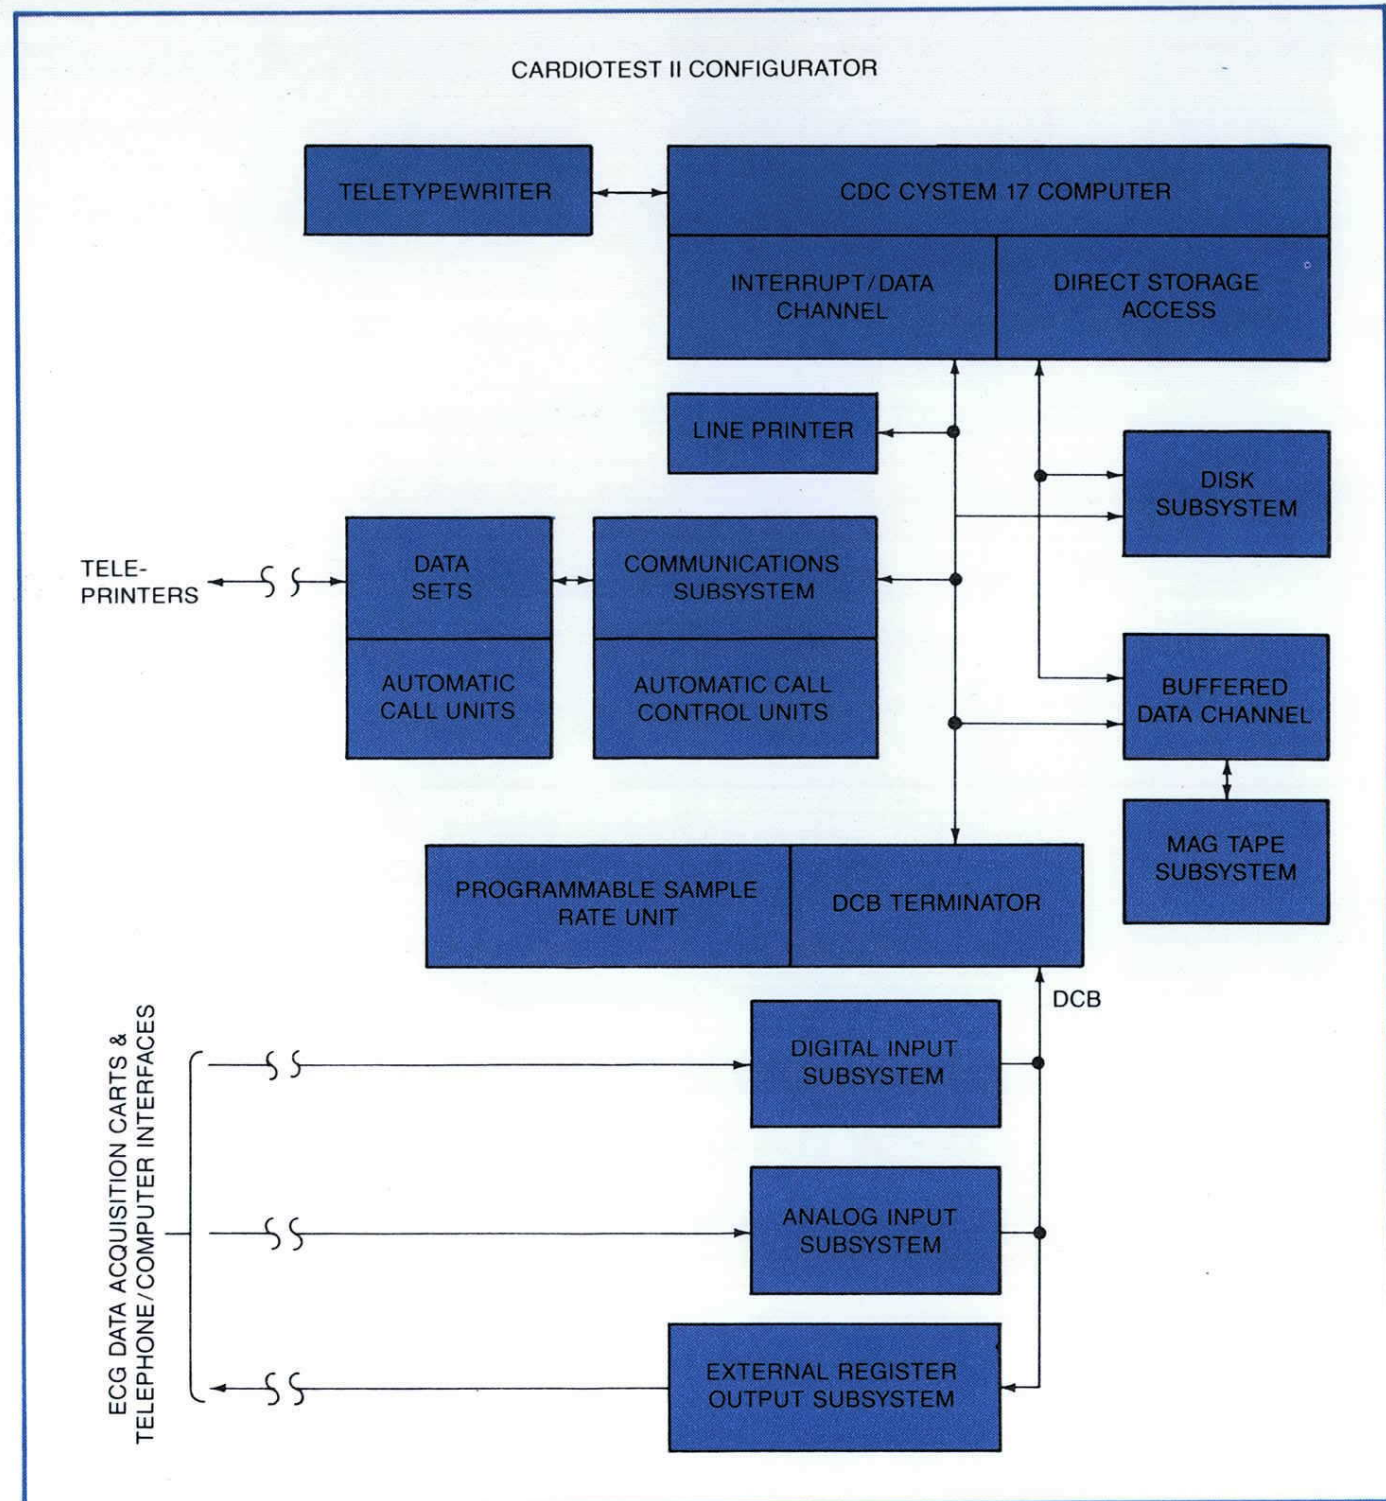 CARDIOTEST II CONFIGURATOR
TELETYPEWRITER
CDC CYSTEM 17 COMPUTER
INTERRUPT/DATA
CHANNEL
DIRECT STORAGE
ACCESS
LINE PRINTER
DISK
SUBSYSTEM
TELE-
PRINTERS
DATA
SETS
COMMUNICATIONS
SUBSYSTEM
AUTOMATIC
CALL UNITS
AUTOMATIC CALL
CONTROL UNITS
BUFFERED
DATA CHANNEL
MAG TAPE
SUBSYSTEM
PROGRAMMABLE SAMPLE
RATE UNIT
DCB TERMINATOR
DCB
ECG DATA ACQUISITION CARTS &
TELEPHONE/COMPUTER INTERFACES
DIGITAL INPUT
SUBSYSTEM
ANALOG INPUT
SUBSYSTEM
EXTERNAL REGISTER
OUTPUT SUBSYSTEM